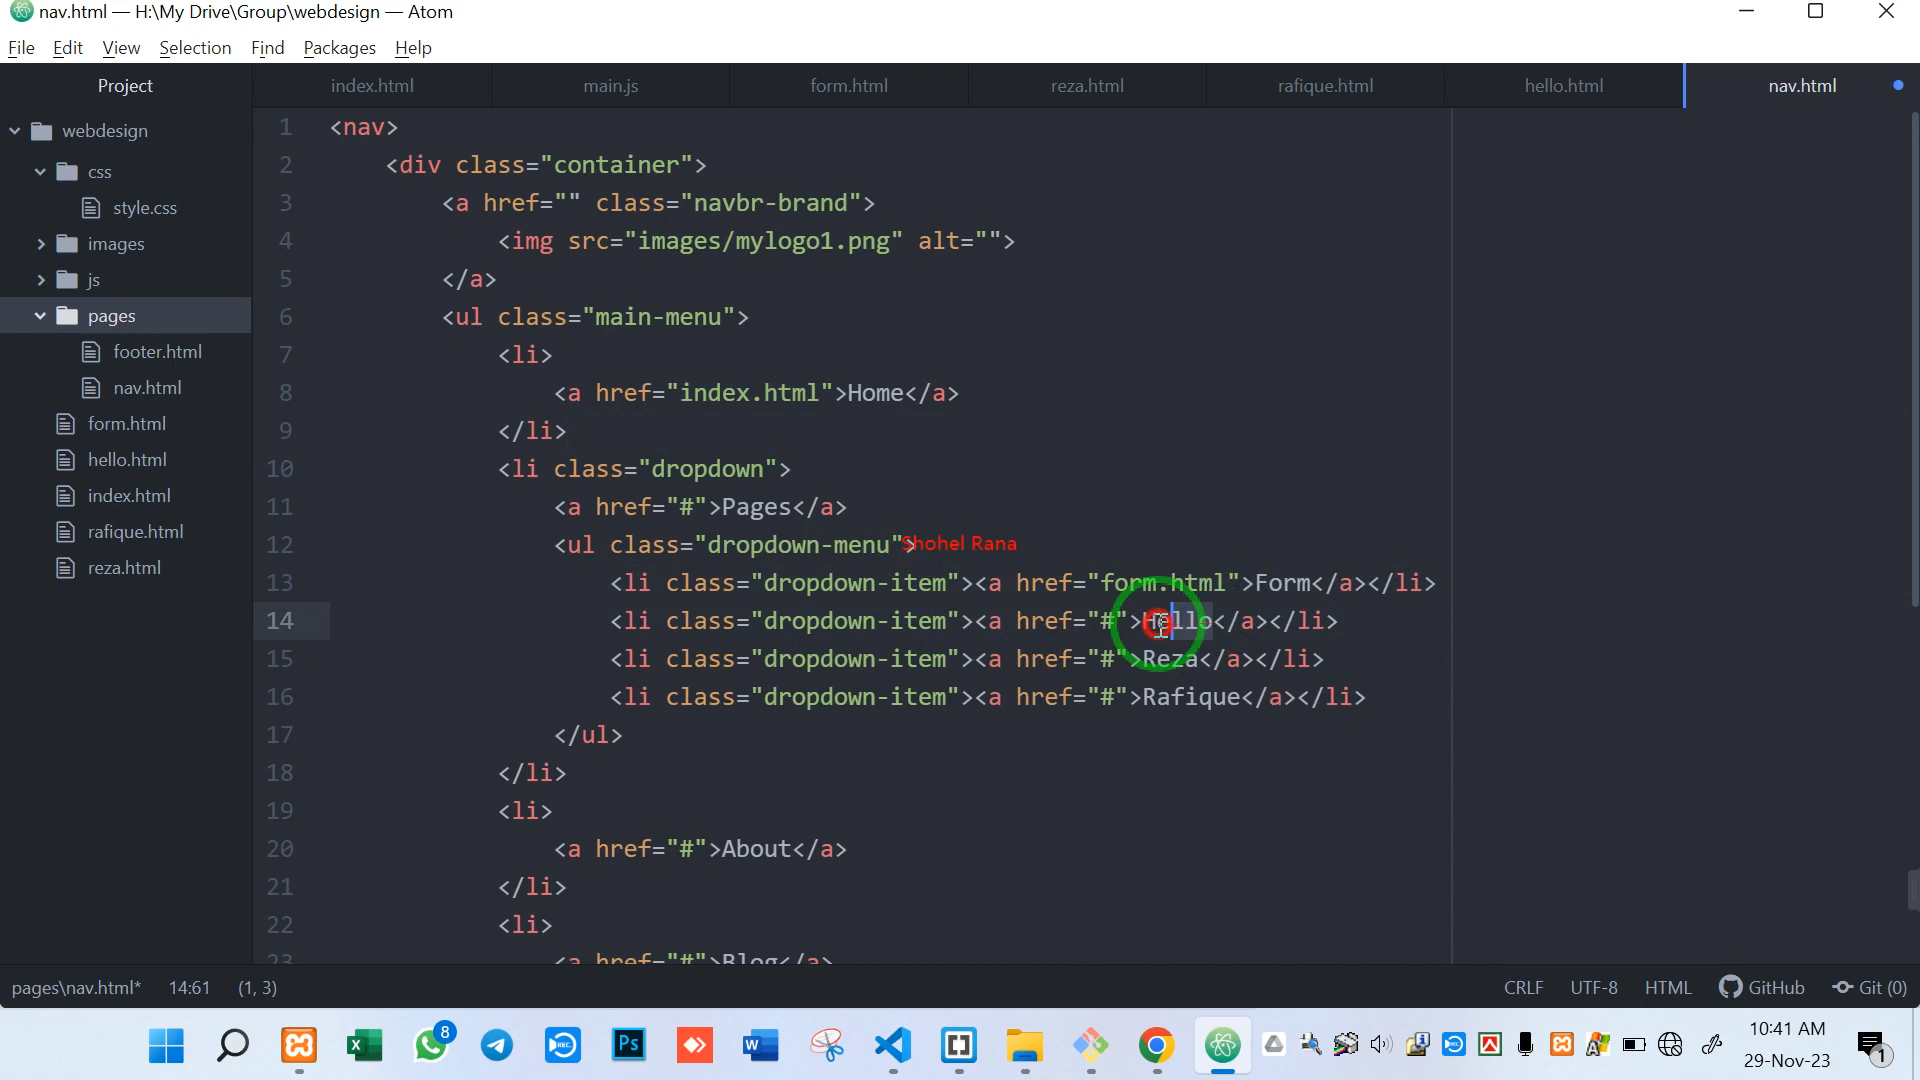 nav.html — H:\My Drive\Group\webdesign — Atom
File Edit View Selection Find Packages Help
Project
index.html main.js form.html reza.html rafique.html hello.html nav.html
webdesign
css
style.css
images
js
pages
footer.html
nav.html
form.html
hello.html
index.html
rafique.html
reza.html
1 <nav>
2 <div class="container">
3 <a href="" class="navbr-brand">
4 <img src="images/mylogo1.png" alt="">
5 </a>
6 <ul class="main-menu">
7 <li>
8 <a href="index.html">Home</a>
9 </li>
10 <li class="dropdown">
11 <a href="#">Pages</a>
12 <ul class="dropdown-menu">
Shohel Rana
13 <li class="dropdown-item"><a href="form.html">Form</a></li>
14 <li class="dropdown-item"><a href="#">Hello</a></li>
15 <li class="dropdown-item"><a href="#">Reza</a></li>
16 <li class="dropdown-item"><a href="#">Rafique</a></li>
17 </ul>
18 </li>
19 <li>
20 <a href="#">About</a>
21 </li>
22 <li>
23 <a href="#">Blog</a>
pages\nav.html* 14:61 (1, 3) CRLF UTF-8 HTML GitHub Git (0)
8
Ps
REC
10:41 AM
29-Nov-23
1